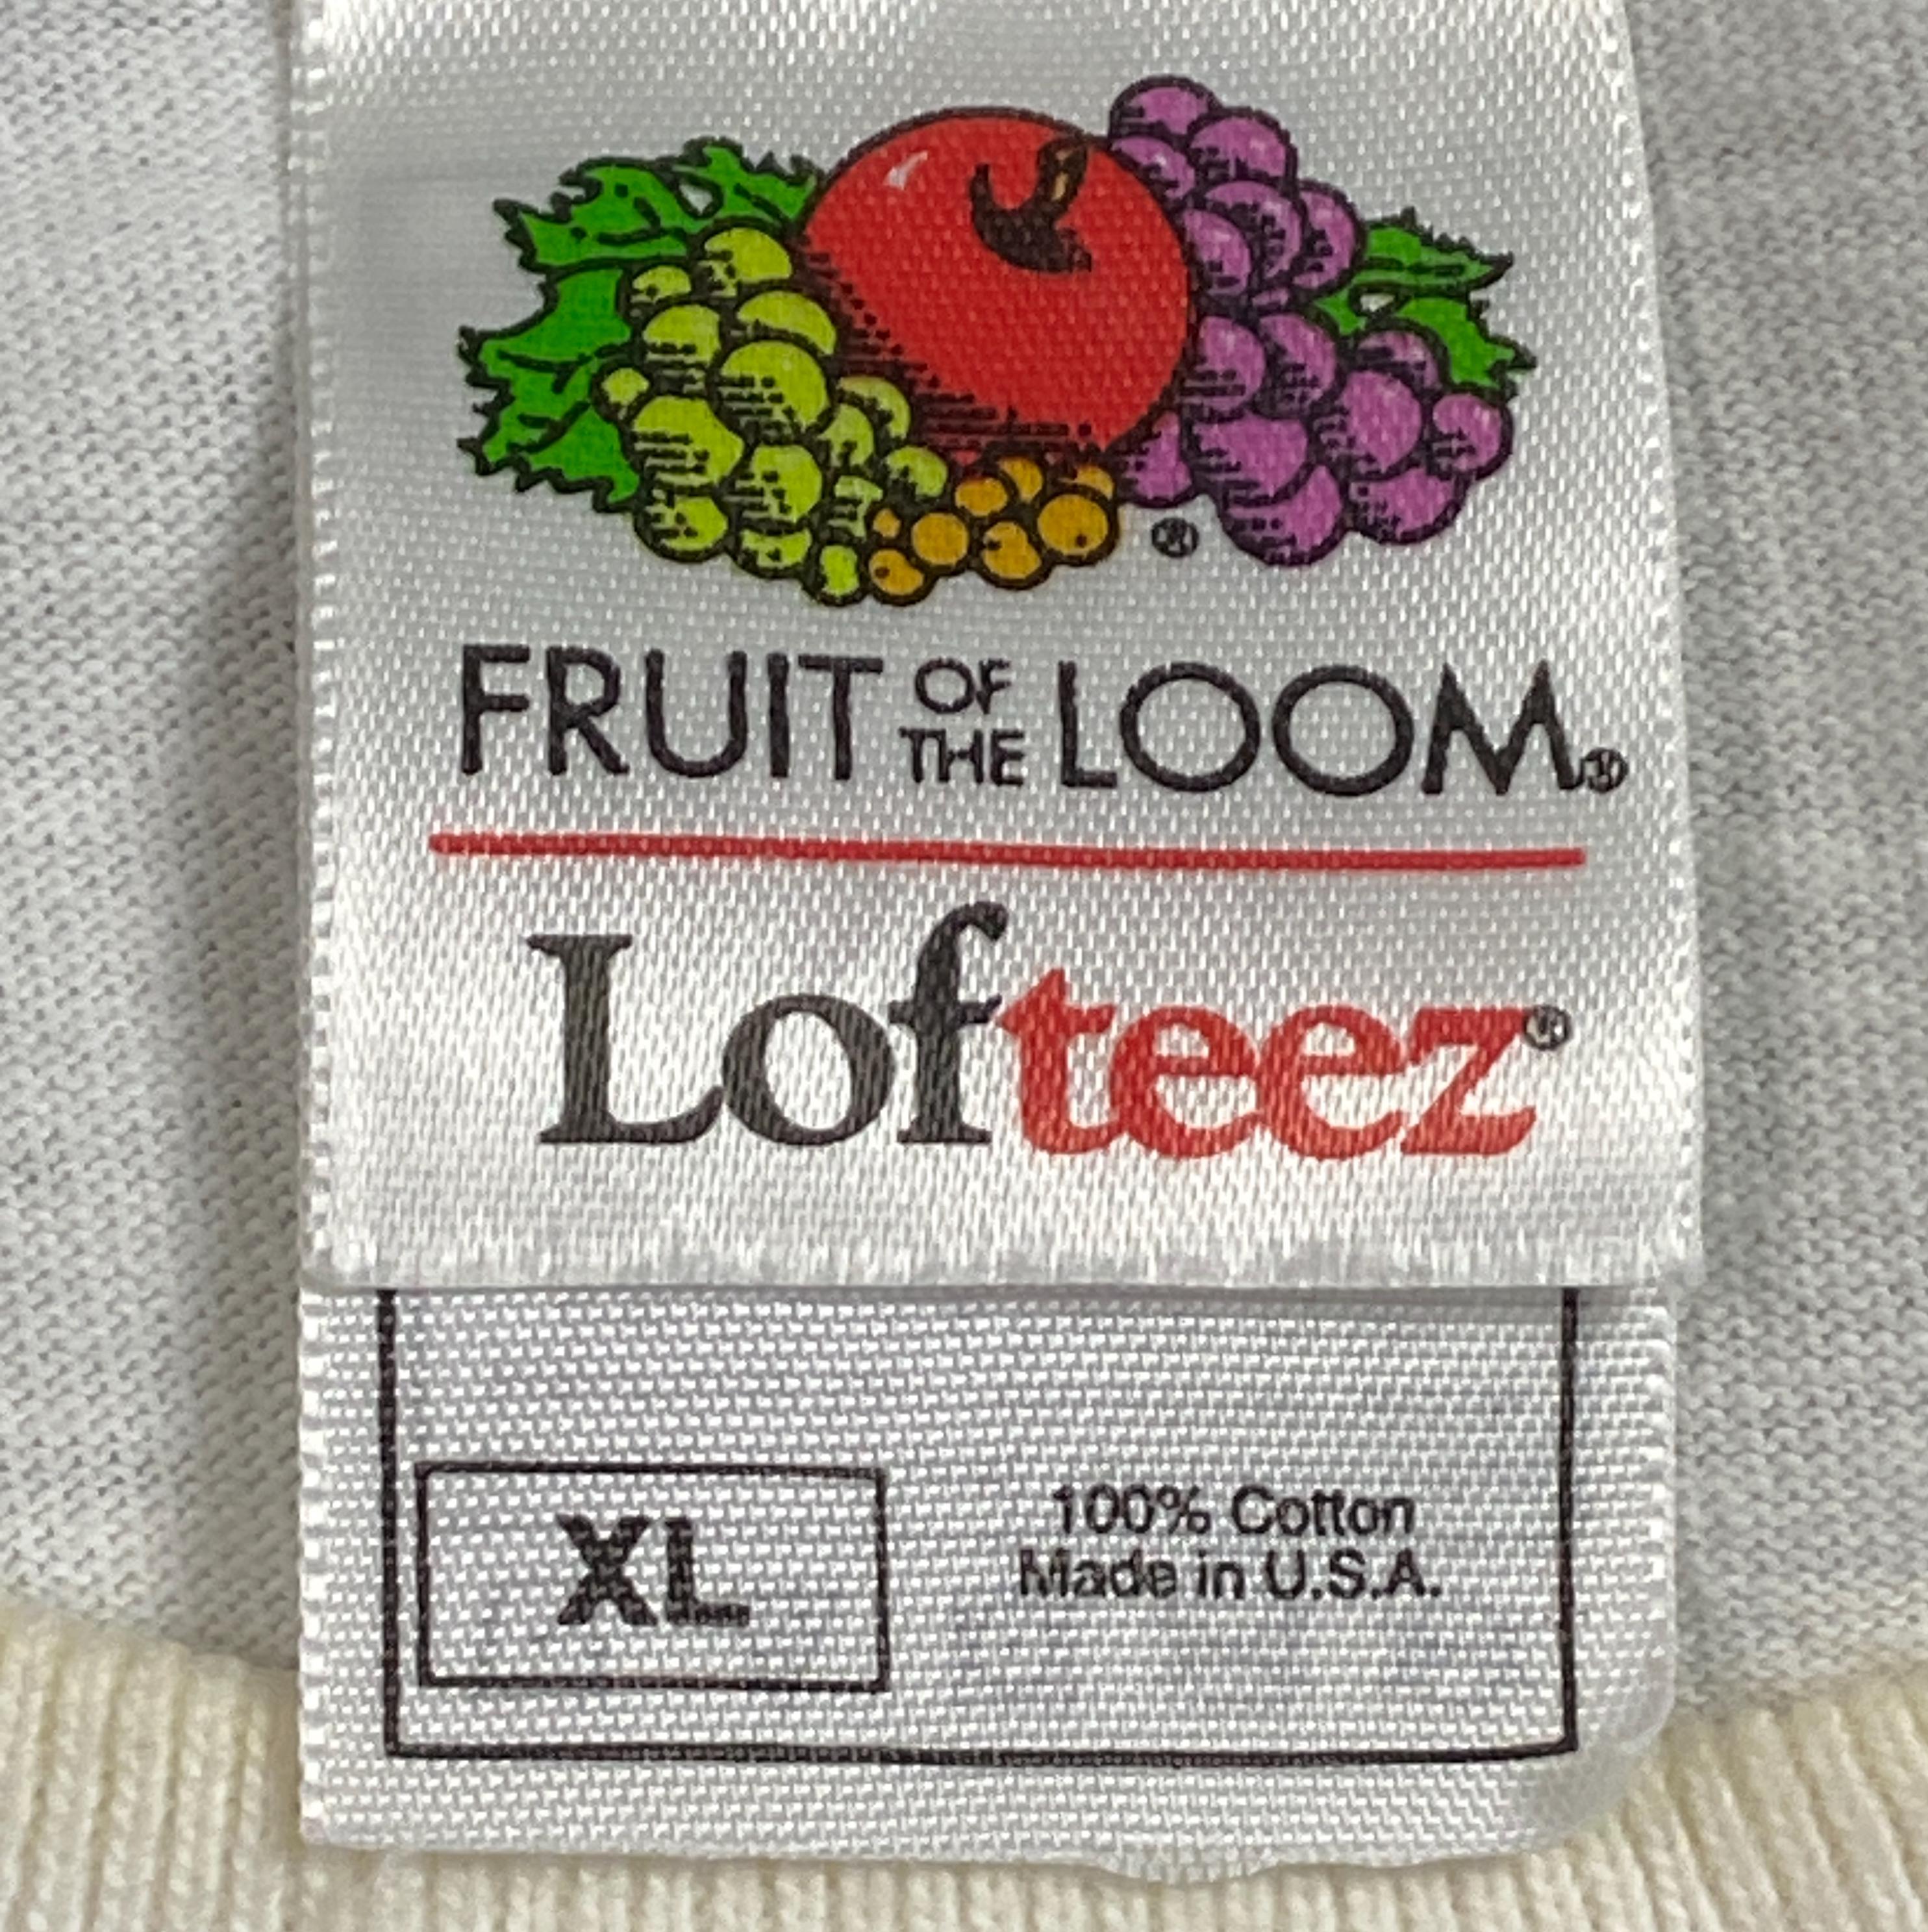 ®
FRUIT OF THE LOOM®
Lofteez®
XL
100% Cotton
Made in U.S.A.